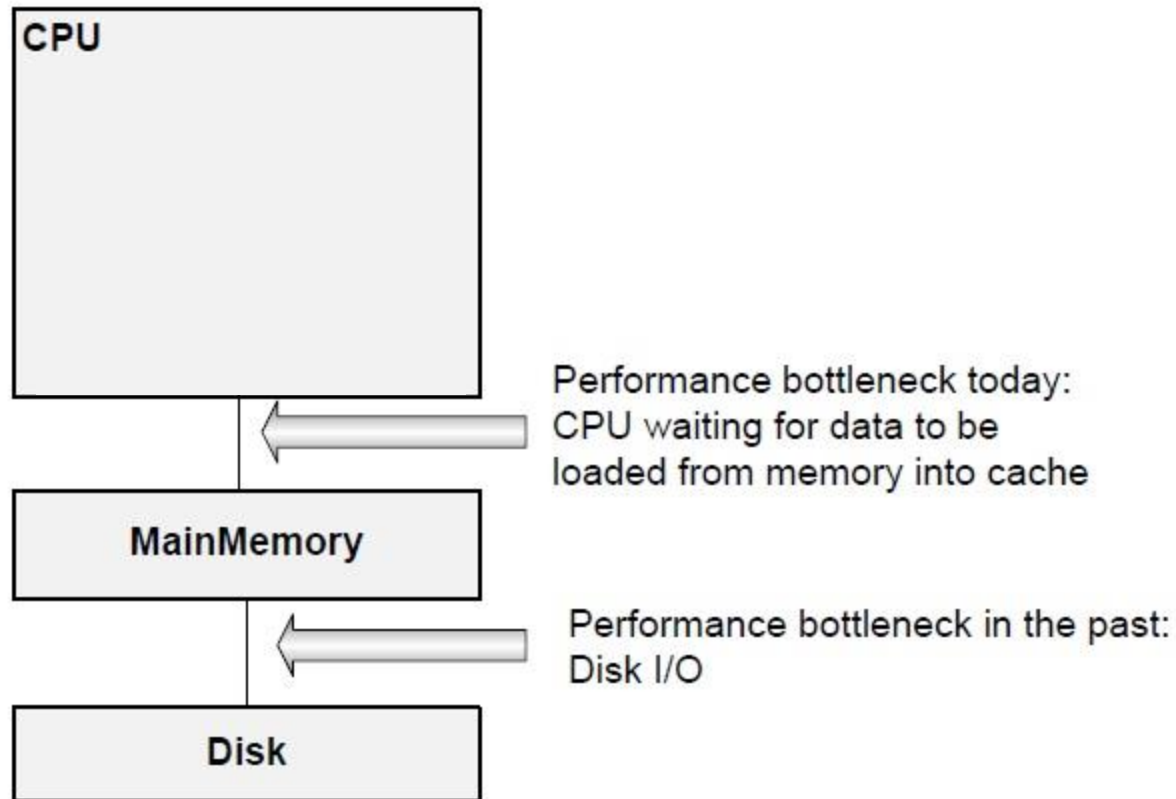 CPU
Performance bottleneck today:
CPU waiting for data to be
loaded from memory into cache
MainMemory
Performance bottleneck in the past:
Disk I/O
Disk